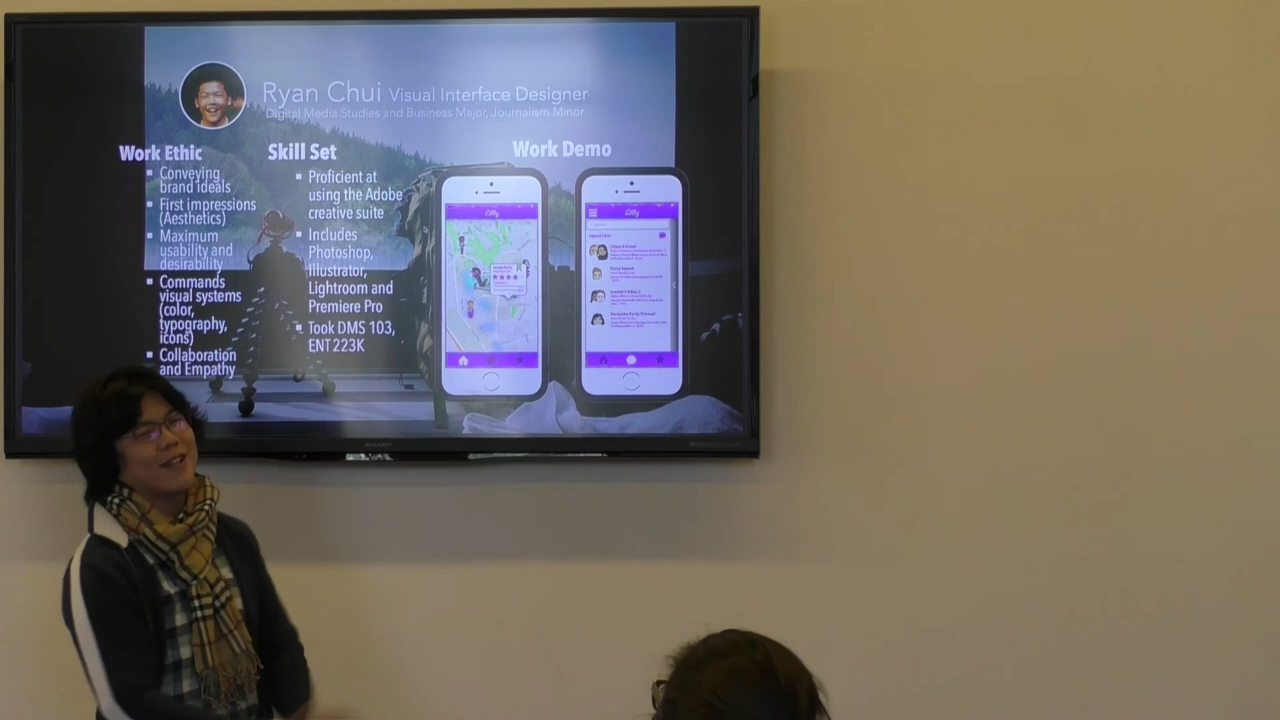 Ryan Chui Visual Interface Designer
Digital Media Studies and Business Major, Journalism Minor
Work Ethic
▪ Conveying
brand ideals
▪ First impressions
(Aesthetics)
▪ Maximum
usability and
desirability
▪ Commands
visual systems
(color,
typography,
icons)
▪ Collaboration
and Empathy
Skill Set
▪ Proficient at
using the Adobe
creative suite
▪ Includes
Photoshop,
Illustrator,
Lightroom and
Premiere Pro
▪ Took DMS 103,
ENT 223K
Work Demo
SHARP